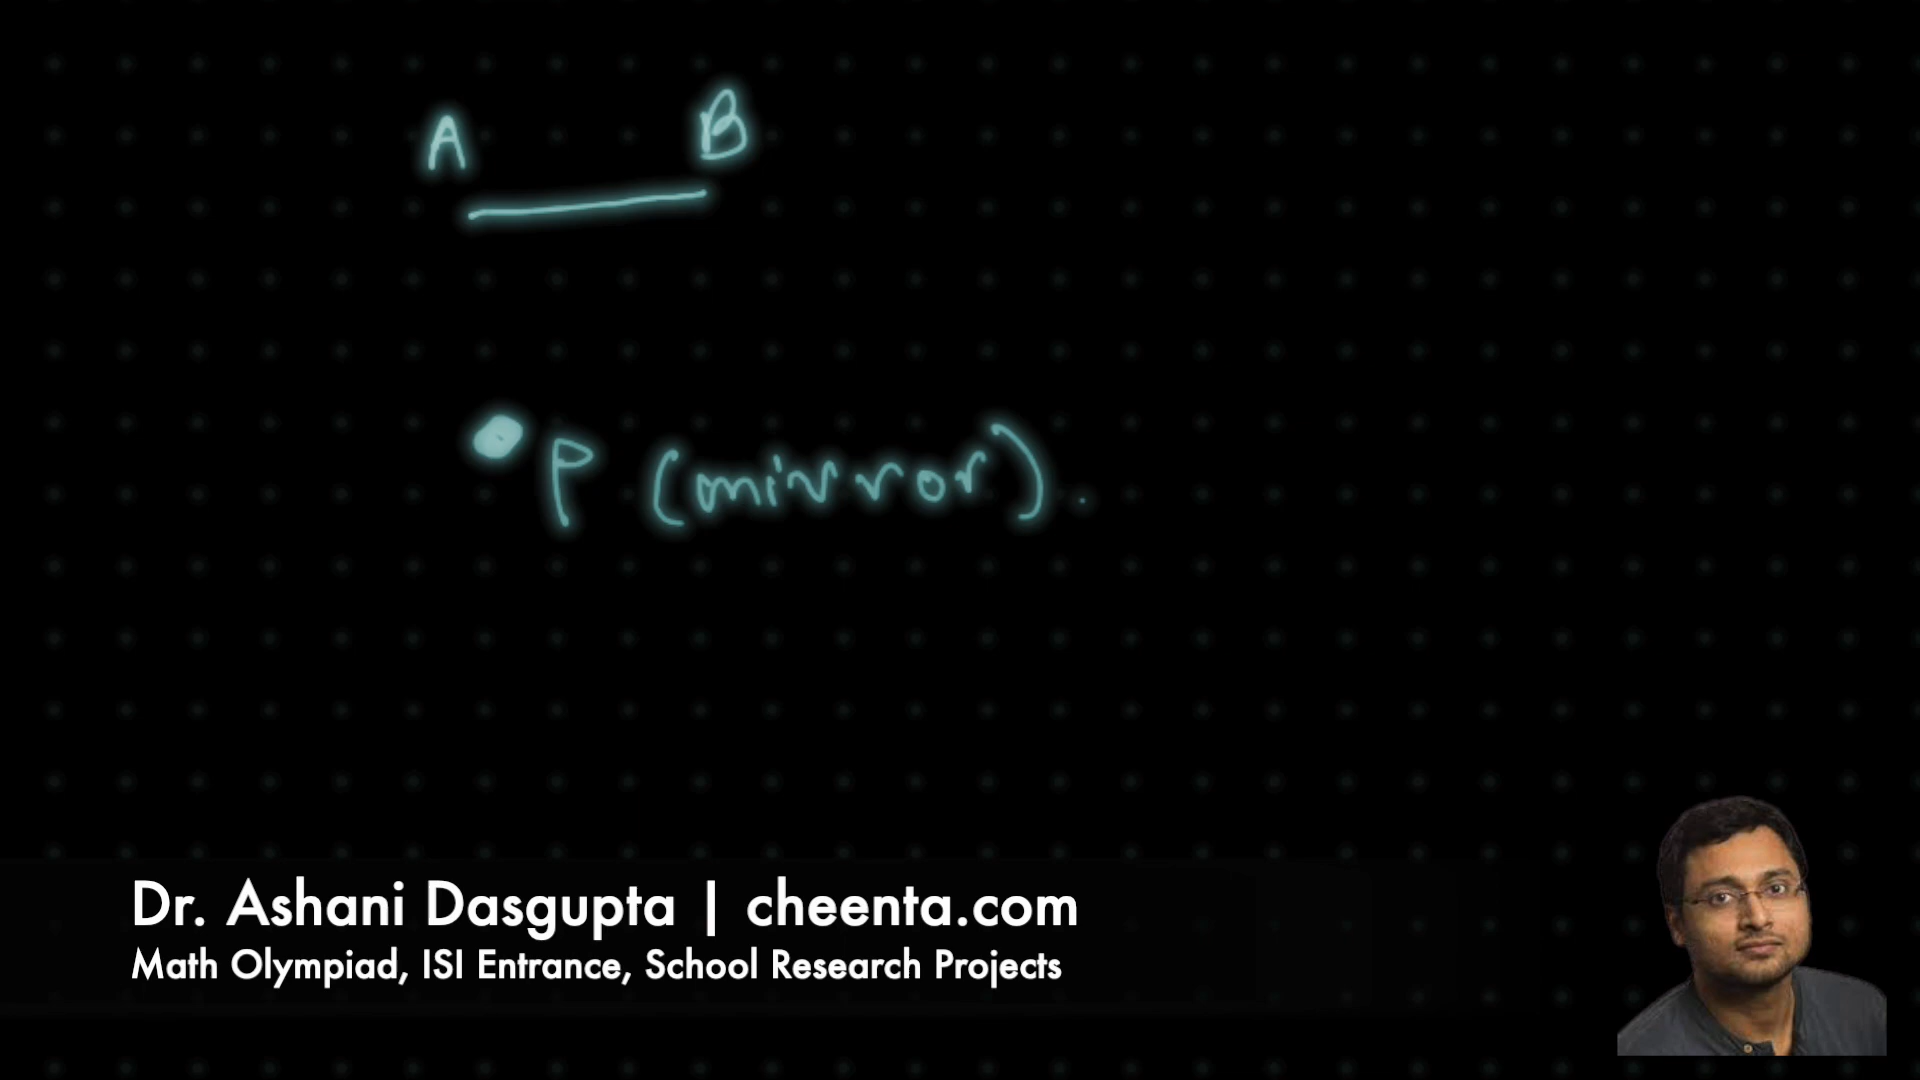 A B
P (mirror).
Dr. Ashani Dasgupta | cheenta.com
Math Olympiad, ISI Entrance, School Research Projects